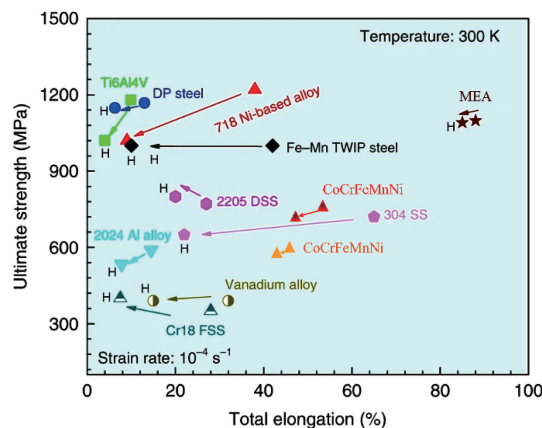 1500
1200
900
600
300
Ultimate strength (MPa)
Temperature: 300 K
Ti6Al4V
DP steel
H
718 Ni-based alloy
MEA
H
H
H
H
Fe–Mn TWIP steel
H
2205 DSS
CoCrFeMnNi
304 SS
2024 Al alloy
H
H
CoCrFeMnNi
H
H
Vanadium alloy
Cr18 FSS
Strain rate: 10⁻⁴ s⁻¹
0
20
40
60
80
100
Total elongation (%)